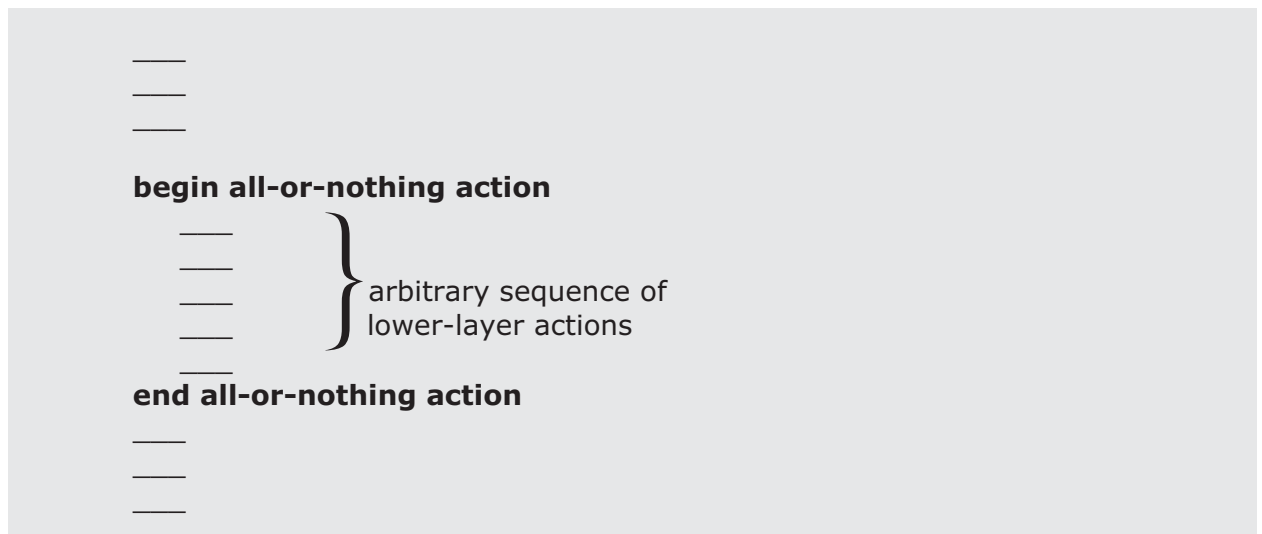 begin all-or-nothing action
arbitrary sequence of
lower-layer actions
end all-or-nothing action